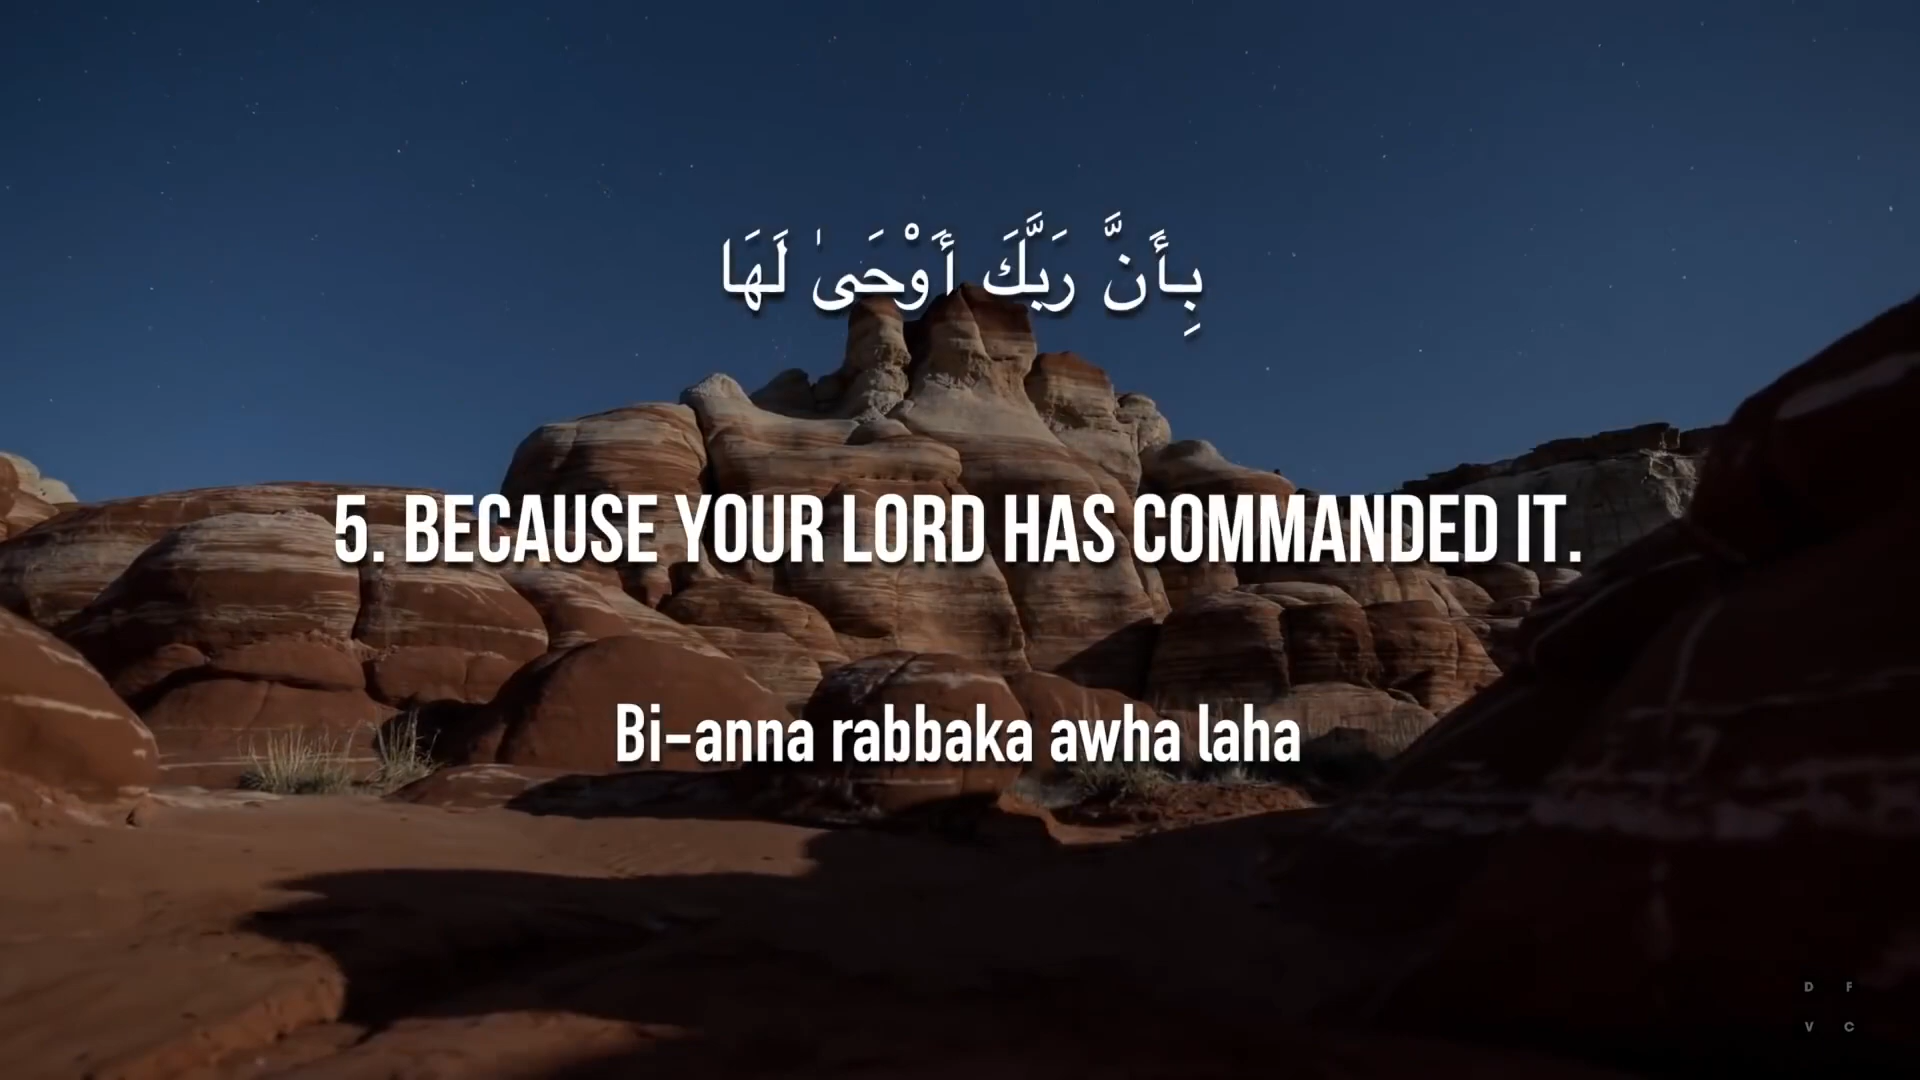 بِأَنَّ رَبَّكَ أَوْحَىٰ لَهَا
5. BECAUSE YOUR LORD HAS COMMANDED IT.
Bi-anna rabbaka awha laha
D F
V C